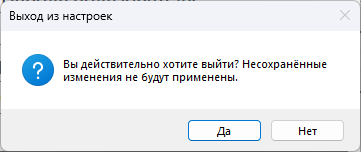 Выход из настроек
Вы действительно хотите выйти? Несохранённые
изменения не будут применены.
Да
Нет